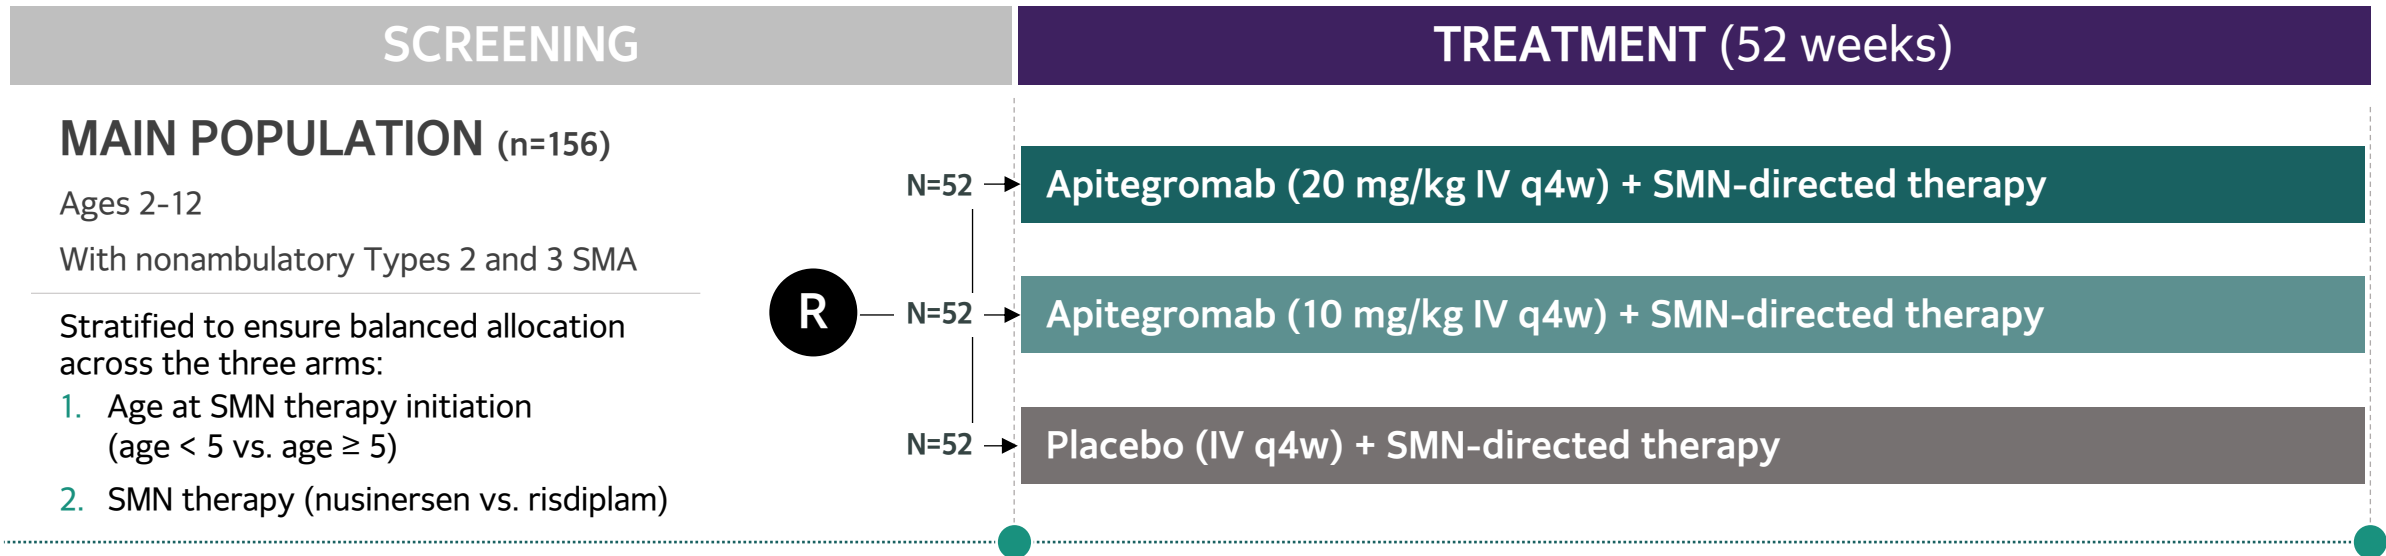 SCREENING
TREATMENT (52 weeks)
MAIN POPULATION (n=156)
Ages 2-12
With nonambulatory Types 2 and 3 SMA
Stratified to ensure balanced allocation
across the three arms:
1. Age at SMN therapy initiation
(age < 5 vs. age ≥ 5)
2. SMN therapy (nusinersen vs. risdiplam)
R
N=52
Apitegromab (20 mg/kg IV q4w) + SMN-directed therapy
N=52
Apitegromab (10 mg/kg IV q4w) + SMN-directed therapy
N=52
Placebo (IV q4w) + SMN-directed therapy